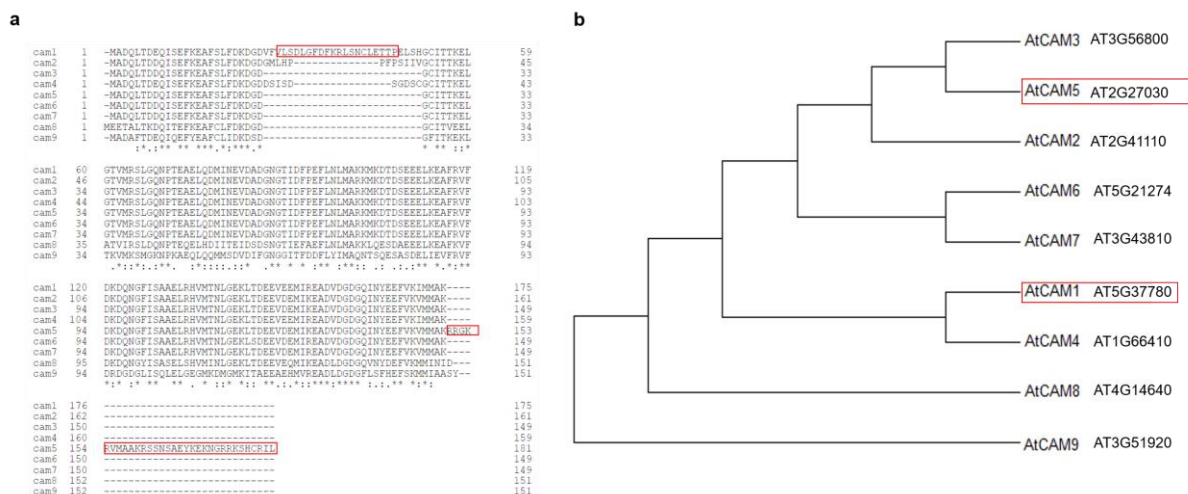 a
cam1 1 -MADQLTDEQISEFKEAFSLFDKDGDVFVLSDLGFDFKRLSNCLETTPELSHGCITTKEL 59
cam2 1 -MADQLTDDQISEFKEAFSLFDKDGDGMLHP--------------PFPSIIVGCITTKEL 45
cam3 1 -MADQLTDDQISEFKEAFSLFDKDGD--------------------------GCITTKEL 33
cam4 1 -MADQLTDEQISEFKEAFSLFDKDGDDSISD----------------SGDSCGCITTKEL 43
cam5 1 -MADQLTDDQISEFKEAFSLFDKDGD--------------------------GCITTKEL 33
cam6 1 -MADQLTDDQISEFKEAFSLFDKDGD--------------------------GCITTKEL 33
cam7 1 -MADQLTDDQISEFKEAFSLFDKDGD--------------------------GCITTKEL 33
cam8 1 MEETALTKDQITEFKEAFCLFDKDGD--------------------------GCITVEEL 34
cam9 1 -MADAFTDEQIQEFYEAFCLIDKDSD--------------------------GFITKEKL 33
cam1 60 GTVMRSLGQNPTEAELQDMINEVDADGNGTIDFPEFLNLMAKKMKDTDSEEELKEAFRVF 119
cam2 46 GTVMRSLGQNPTEAELQDMINEVDADGNGTIDFPEFLNLMARKMKDTDSEEELKEAFRVF 105
cam3 34 GTVMRSLGQNPTEAELQDMINEVDADGNGTIDFPEFLNLMARKMKDTDSEEELKEAFRVF 93
cam4 44 GTVMRSLGQNPTEAELQDMINEVDADGNGTIDFPEFLNLMAKKMKDTDSEEELKEAFRVF 103
cam5 34 GTVMRSLGQNPTEAELQDMINEVDADGNGTIDFPEFLNLMARKMKDTDSEEELKEAFRVF 93
cam6 34 GTVMRSLGQNPTEAELQDMINEVDADGNGTIDFPEFLNLMARKMKDTDSEEELKEAFRVF 93
cam7 34 GTVMRSLGQNPTEAELQDMINEVDADGNGTIDFPEFLNLMARKMKDTDSEEELKEAFRVF 93
cam8 35 ATVIRSLDQNPTEQELHDIITEIDSDSNGTIEFAEFLNLMAKKLQESDAEEELKEAFKVF 94
cam9 34 TKVMKSMGKNPKAEQLQQMMSDVDIFGNGGITFDDFLYIMAQNTSQESASDELIEVFRVF 93
cam1 120 DKDQNGFISAAELRHVMTNLGEKLTDEEVEEMIREADVDGDGQINYEEFVKIMMAK---- 175
cam2 106 DKDQNGFISAAELRHVMTNLGEKLTDEEVDEMIREADVDGDGQINYEEFVKVMMAK---- 161
cam3 94 DKDQNGFISAAELRHVMTNLGEKLTDEEVDEMIREADVDGDGQINYEEFVKVMMAK---- 149
cam4 104 DKDQNGFISAAELRHVMTNLGEKLTDEEVEEMIREADVDGDGQINYEEFVKIMMAK---- 159
cam5 94 DKDQNGFISAAELRHVMTNLGEKLTDEEVDEMIREADVDGDGQINYEEFVKVMMAKRRGK 153
cam6 94 DKDQNGFISAAELRHVMTNLGEKLSDEEVDEMIREADVDGDGQINYEEFVKVMMAK---- 149
cam7 94 DKDQNGFISAAELRHVMTNLGEKLTDEEVDEMIREADVDGDGQINYEEFVKVMMAK---- 149
cam8 95 DKDQNGYISASELSHVMINLGEKLTDEEVEQMIKEADLDGDGQVNYDEFVKMMINID--- 151
cam9 94 DRDGDGLISQLELGEGMKDMGMKITAEEAEHMVREADLDGDGFLSFHEFSKMMIAASY-- 151
cam1 176 ---------------------------- 175
cam2 162 ---------------------------- 161
cam3 150 ---------------------------- 149
cam4 160 ---------------------------- 159
cam5 154 RVMAAKRSSNSAEYKEKNGRRKSHCRIL 181
cam6 150 ---------------------------- 149
cam7 150 ---------------------------- 149
cam8 152 ---------------------------- 151
cam9 152 ---------------------------- 151
b
AtCAM3 AT3G56800
AtCAM5 AT2G27030
AtCAM2 AT2G41110
AtCAM6 AT5G21274
AtCAM7 AT3G43810
AtCAM1 AT5G37780
AtCAM4 AT1G66410
AtCAM8 AT4G14640
AtCAM9 AT3G51920